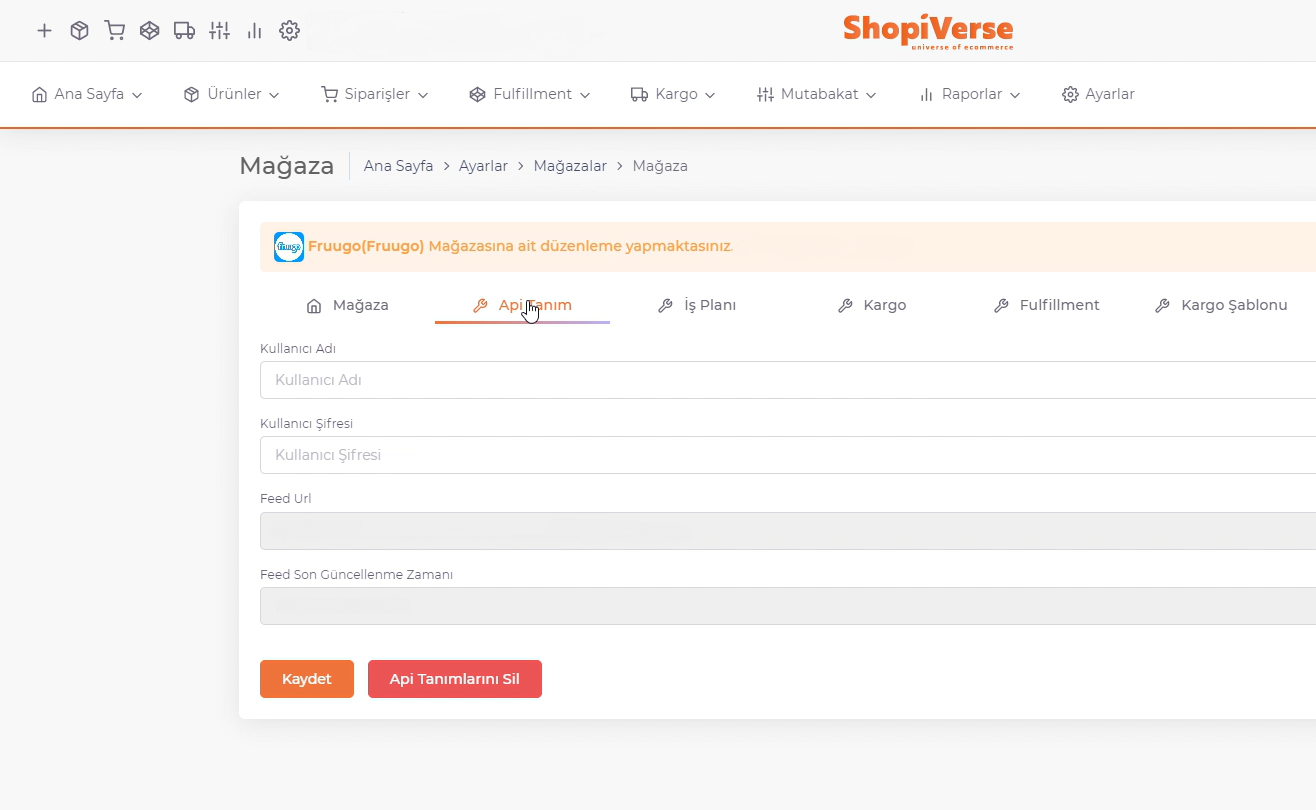 ShopiVerse
universe of ecommerce
Ana Sayfa Ürünler Siparişler Fulfillment Kargo Mutabakat Raporlar Ayarlar
Mağaza Ana Sayfa > Ayarlar > Mağazalar > Mağaza
fruugo Fruugo(Fruugo) Mağazasına ait düzenleme yapmaktasınız.
Mağaza Api Tanım İş Planı Kargo Fulfillment Kargo Şablonu
Kullanıcı Adı
Kullanıcı Adı
Kullanıcı Şifresi
Kullanıcı Şifresi
Feed Url
Feed Son Güncellenme Zamanı
Kaydet Api Tanımlarını Sil